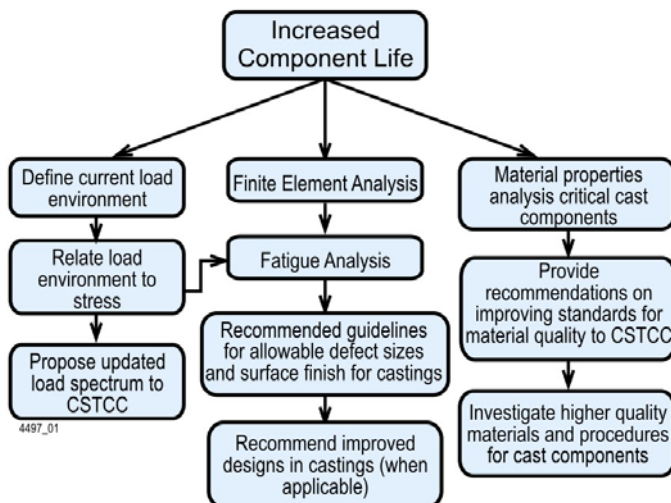 Increased
Component Life
Define current load
environment
Relate load
environment to
stress
Propose updated
load spectrum to
CSTCC
4497_01
Finite Element Analysis
Fatigue Analysis
Recommended guidelines
for allowable defect sizes
and surface finish for castings
Recommend improved
designs in castings (when
applicable)
Material properties
analysis critical cast
components
Provide
recommendations on
improving standards for
material quality to CSTCC
Investigate higher quality
materials and procedures
for cast components